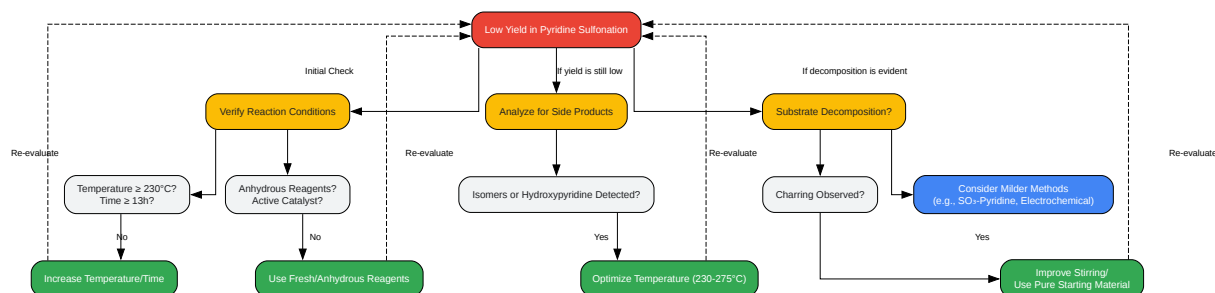 Low Yield in Pyridine Sulfonation
Initial Check
If yield is still low
If decomposition is evident
Verify Reaction Conditions
Analyze for Side Products
Substrate Decomposition?
Re-evaluate
Re-evaluate
Re-evaluate
Re-evaluate
Temperature ≥ 230°C?
Time ≥ 13h?
Anhydrous Reagents?
Active Catalyst?
Isomers or Hydroxypyridine Detected?
Charring Observed?
Consider Milder Methods
(e.g., SO₃-Pyridine, Electrochemical)
No
No
Yes
Yes
Increase Temperature/Time
Use Fresh/Anhydrous Reagents
Optimize Temperature (230-275°C)
Improve Stirring/
Use Pure Starting Material